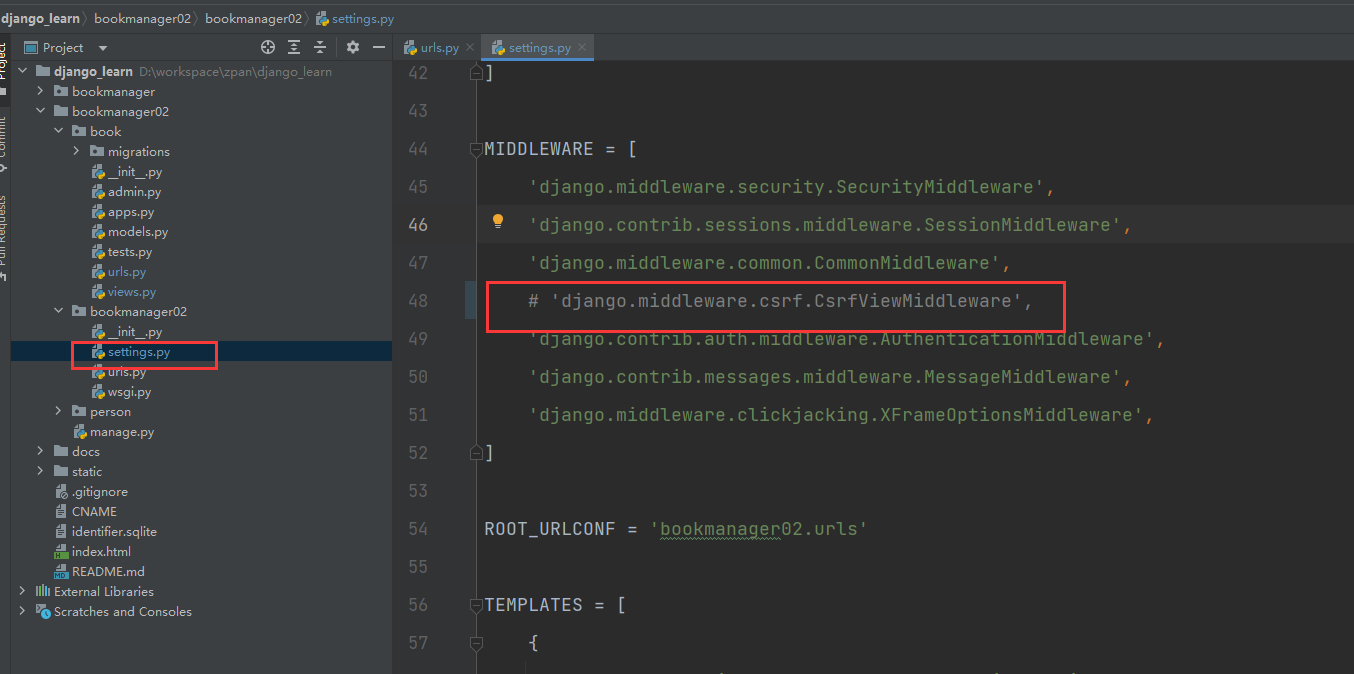 django_learn bookmanager02 bookmanager02 settings.py
Project
Project
Commit
Pull Requests
django_learn D:\workspace\zpan\django_learn
bookmanager
bookmanager02
book
migrations
__init__.py
admin.py
apps.py
models.py
tests.py
urls.py
views.py
bookmanager02
__init__.py
settings.py
urls.py
wsgi.py
person
manage.py
docs
static
.gitignore
CNAME
identifier.sqlite
index.html
README.md
External Libraries
Scratches and Consoles
urls.py settings.py
42 ]
43
44 MIDDLEWARE = [
45 'django.middleware.security.SecurityMiddleware',
46 'django.contrib.sessions.middleware.SessionMiddleware',
47 'django.middleware.common.CommonMiddleware',
48 # 'django.middleware.csrf.CsrfViewMiddleware',
49 'django.contrib.auth.middleware.AuthenticationMiddleware',
50 'django.contrib.messages.middleware.MessageMiddleware',
51 'django.middleware.clickjacking.XFrameOptionsMiddleware',
52 ]
53
54 ROOT_URLCONF = 'bookmanager02.urls'
55
56 TEMPLATES = [
57 {